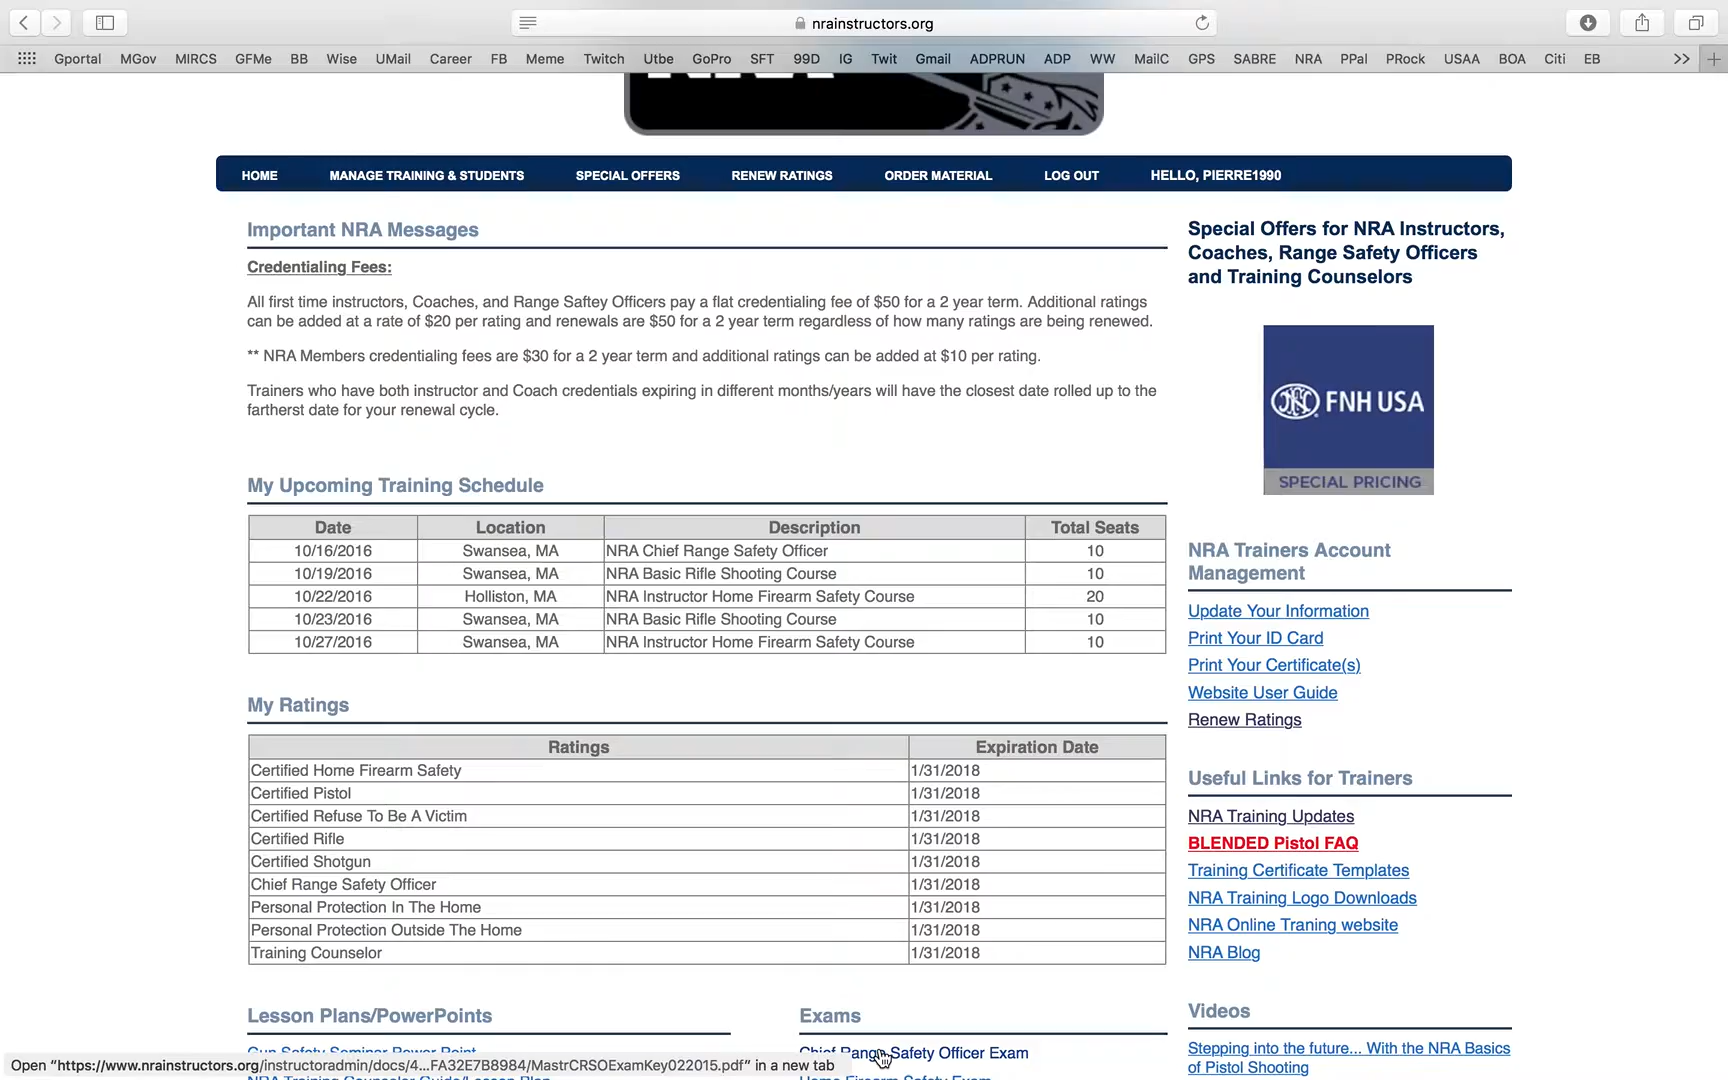 nrainstructors.org
Gportal MGov MIRCS GFMe BB Wise UMail Career FB Meme Twitch Utbe GoPro SFT 99D IG Twit Gmail ADPRUN ADP WW MailC GPS SABRE NRA PPal PRock USAA BOA Citi EB
HOME MANAGE TRAINING & STUDENTS SPECIAL OFFERS RENEW RATINGS ORDER MATERIAL LOG OUT HELLO, PIERRE1990
Important NRA Messages
Credentialing Fees:
All first time instructors, Coaches, and Range Saftey Officers pay a flat credentialing fee of $50 for a 2 year term. Additional ratings
can be added at a rate of $20 per rating and renewals are $50 for a 2 year term regardless of how many ratings are being renewed.
** NRA Members credentialing fees are $30 for a 2 year term and additional ratings can be added at $10 per rating.
Trainers who have both instructor and Coach credentials expiring in different months/years will have the closest date rolled up to the
farthest date for your renewal cycle.
My Upcoming Training Schedule
Date Location Description Total Seats
10/16/2016 Swansea, MA NRA Chief Range Safety Officer 10
10/19/2016 Swansea, MA NRA Basic Rifle Shooting Course 10
10/22/2016 Holliston, MA NRA Instructor Home Firearm Safety Course 20
10/23/2016 Swansea, MA NRA Basic Rifle Shooting Course 10
10/27/2016 Swansea, MA NRA Instructor Home Firearm Safety Course 10
My Ratings
Ratings Expiration Date
Certified Home Firearm Safety 1/31/2018
Certified Pistol 1/31/2018
Certified Refuse To Be A Victim 1/31/2018
Certified Rifle 1/31/2018
Certified Shotgun 1/31/2018
Chief Range Safety Officer 1/31/2018
Personal Protection In The Home 1/31/2018
Personal Protection Outside The Home 1/31/2018
Training Counselor 1/31/2018
Lesson Plans/PowerPoints
Gun Safety Seminar Power Point
NRA Training Counselor Guide/Lesson Plan
Exams
Chief Range Safety Officer Exam
Home Firearm Safety Exam
Special Offers for NRA Instructors,
Coaches, Range Safety Officers
and Training Counselors
FNH USA
SPECIAL PRICING
NRA Trainers Account
Management
Update Your Information
Print Your ID Card
Print Your Certificate(s)
Website User Guide
Renew Ratings
Useful Links for Trainers
NRA Training Updates
BLENDED Pistol FAQ
Training Certificate Templates
NRA Training Logo Downloads
NRA Online Traning website
NRA Blog
Videos
Stepping into the future... With the NRA Basics
of Pistol Shooting
Open “https://www.nrainstructors.org/instructoradmin/docs/4...FA32E7B8984/MastrCRSOExamKey022015.pdf” in a new tab